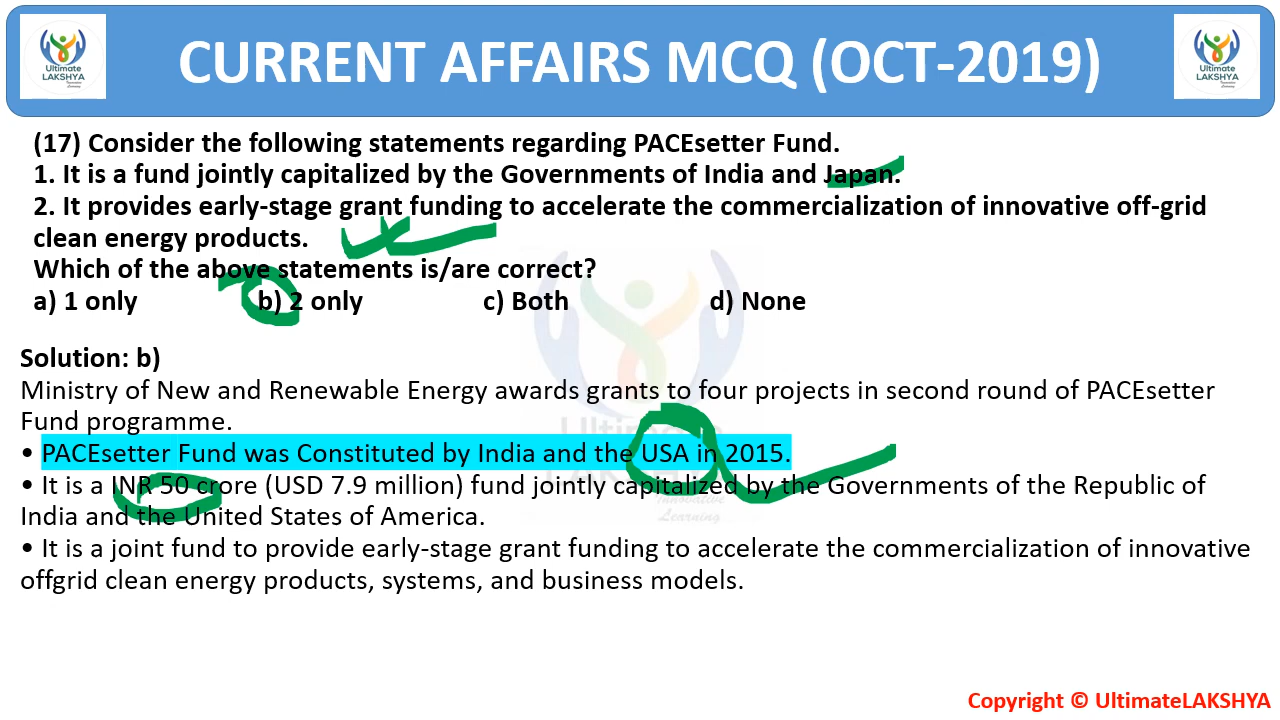 Ultimate
LAKSHYA
CURRENT AFFAIRS MCQ (OCT-2019)
Ultimate
LAKSHYA
(17) Consider the following statements regarding PACEsetter Fund.
1. It is a fund jointly capitalized by the Governments of India and Japan.
2. It provides early-stage grant funding to accelerate the commercialization of innovative off-grid
clean energy products.
Which of the above statements is/are correct?
a) 1 only b) 2 only c) Both d) None
Solution: b)
Ministry of New and Renewable Energy awards grants to four projects in second round of PACEsetter
Fund programme.
• PACEsetter Fund was Constituted by India and the USA in 2015.
• It is a INR 50 crore (USD 7.9 million) fund jointly capitalized by the Governments of the Republic of
India and the United States of America.
• It is a joint fund to provide early-stage grant funding to accelerate the commercialization of innovative
offgrid clean energy products, systems, and business models.
Learning
Copyright © UltimateLAKSHYA